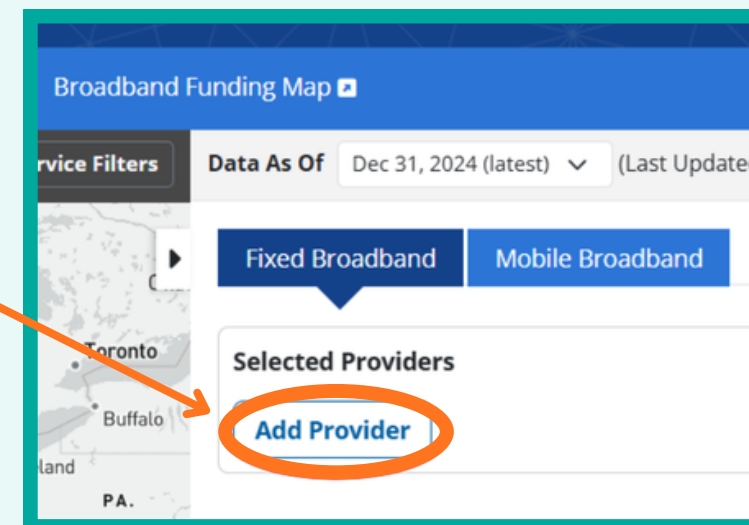 Broadband Funding Map
rvice Filters
Data As Of Dec 31, 2024 (latest) (Last Update
Fixed Broadband Mobile Broadband
Toronto
Selected Providers
Buffalo
Add Provider
land
PA.